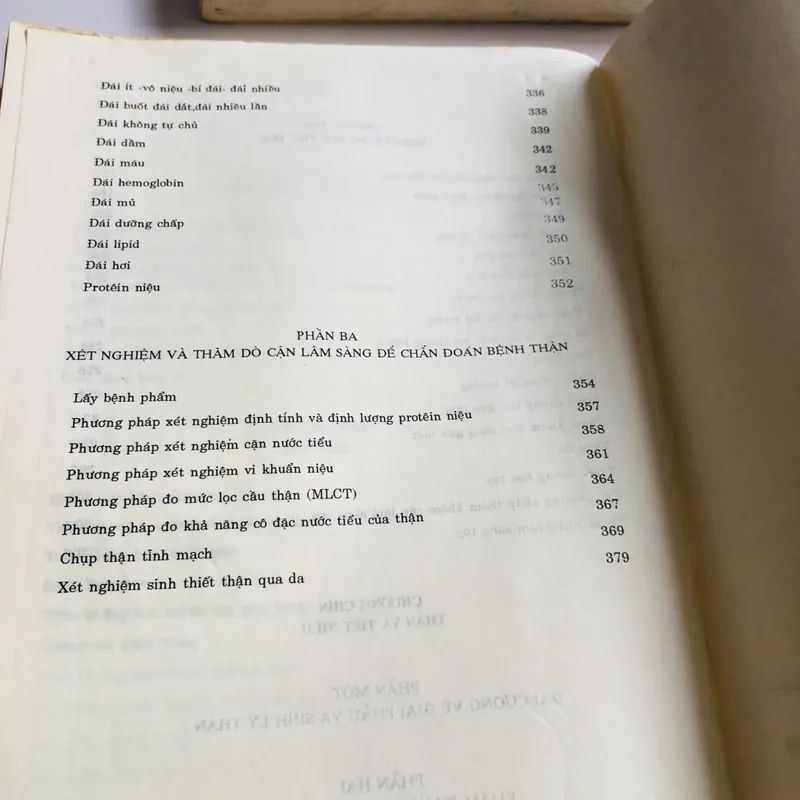 Đái ít -vô niệu -bí đái- đái nhiều 336
Đái buốt đái dắt,đái nhiều lần 338
Đái không tự chủ 339
Đái dầm 342
Đái máu 342
Đái hemoglobin 345
Đái mủ 347
Đái dưỡng chấp 349
Đái lipid 350
Đái hơi 351
Protêin niệu 352
PHẦN BA
XÉT NGHIỆM VÀ THĂM DÒ CẬN LÂM SÀNG ĐỂ CHẨN ĐOÁN BỆNH THẬN
Lấy bệnh phẩm 354
Phương pháp xét nghiệm định tính và định lượng protêin niệu 357
Phương pháp xét nghiệm cặn nước tiểu 358
Phương pháp xét nghiệm vi khuẩn niệu 361
Phương pháp đo mức lọc cầu thận (MLCT) 364
Phương pháp đo khả năng cô đặc nước tiểu của thận 367
Chụp thận tĩnh mạch 369
Xét nghiệm sinh thiết thận qua da 379